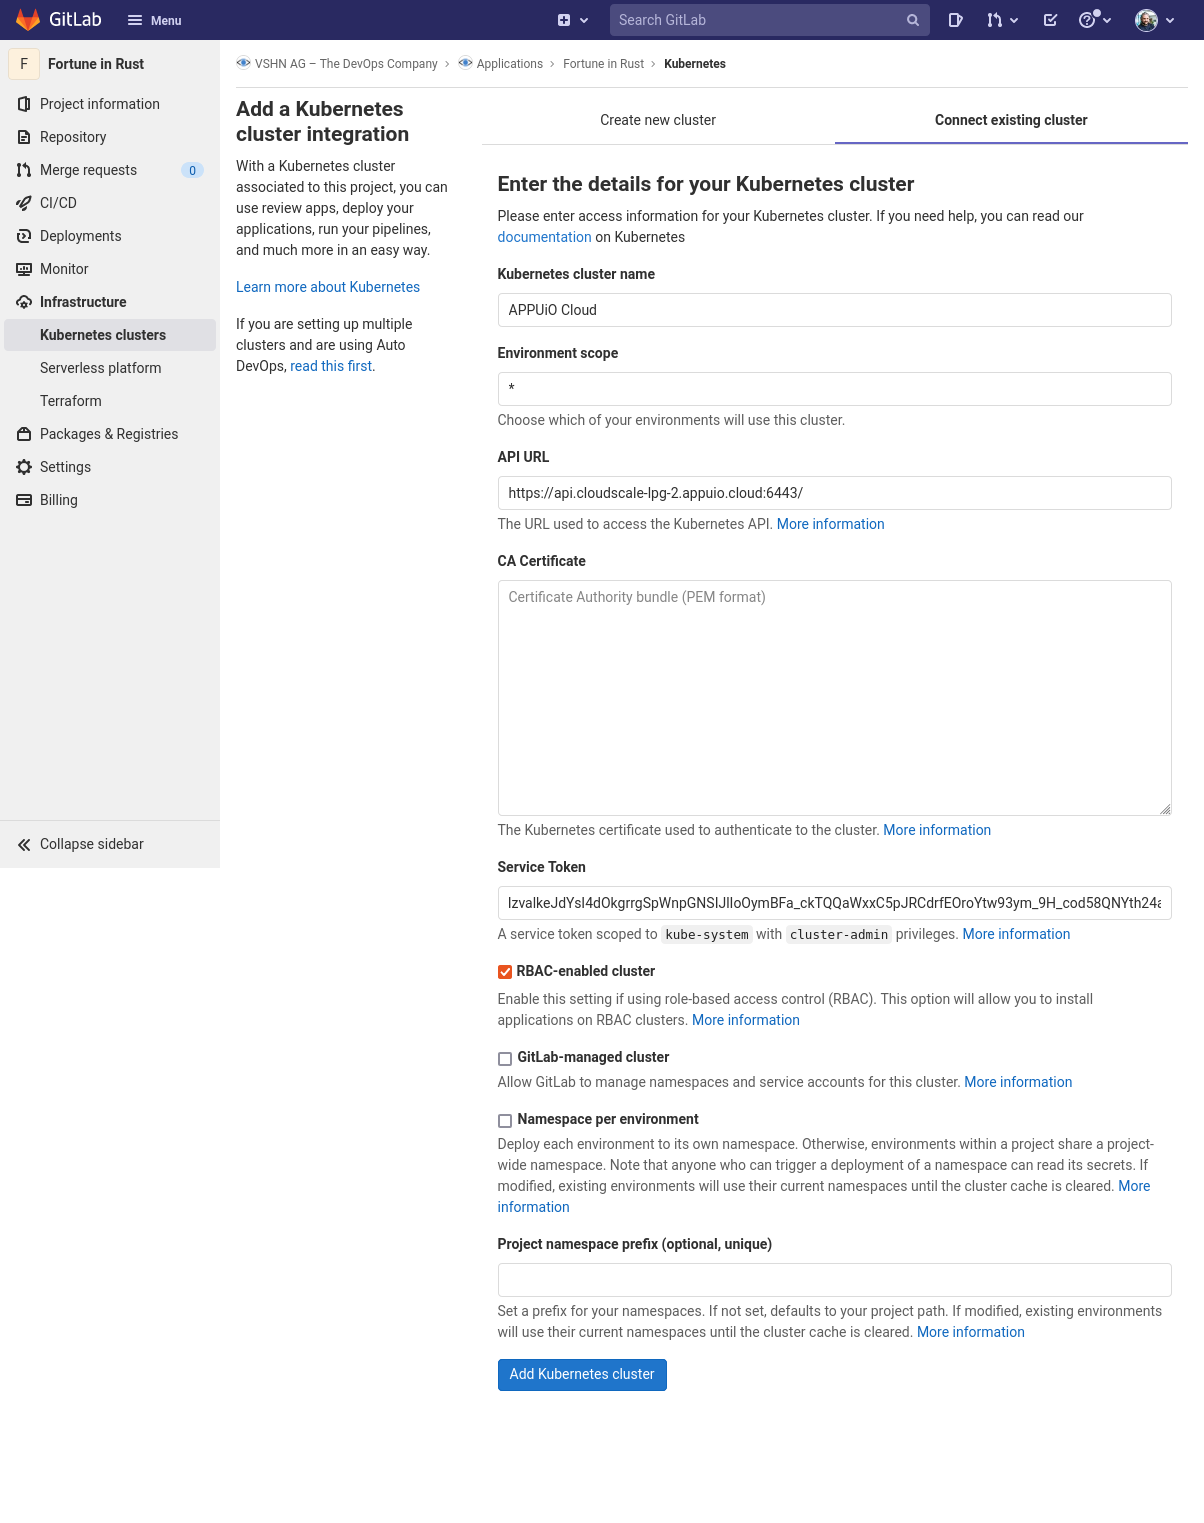 GitLab
Menu
Search GitLab
F
Fortune in Rust
Project information
Repository
Merge requests
0
CI/CD
Deployments
Monitor
Infrastructure
Kubernetes clusters
Serverless platform
Terraform
Packages & Registries
Settings
Billing
Collapse sidebar
VSHN AG – The DevOps Company > Applications > Fortune in Rust > Kubernetes
Add a Kubernetes
cluster integration
With a Kubernetes cluster
associated to this project, you can
use review apps, deploy your
applications, run your pipelines,
and much more in an easy way.
Learn more about Kubernetes
If you are setting up multiple
clusters and are using Auto
DevOps, read this first.
Create new cluster
Connect existing cluster
Enter the details for your Kubernetes cluster
Please enter access information for your Kubernetes cluster. If you need help, you can read our
documentation on Kubernetes
Kubernetes cluster name
APPUiO Cloud
Environment scope
*
Choose which of your environments will use this cluster.
API URL
https://api.cloudscale-lpg-2.appuio.cloud:6443/
The URL used to access the Kubernetes API. More information
CA Certificate
Certificate Authority bundle (PEM format)
The Kubernetes certificate used to authenticate to the cluster. More information
Service Token
A service token scoped to kube-system with cluster-admin privileges. More information
RBAC-enabled cluster
Enable this setting if using role-based access control (RBAC). This option will allow you to install
applications on RBAC clusters. More information
GitLab-managed cluster
Allow GitLab to manage namespaces and service accounts for this cluster. More information
Namespace per environment
Deploy each environment to its own namespace. Otherwise, environments within a project share a project-
wide namespace. Note that anyone who can trigger a deployment of a namespace can read its secrets. If
modified, existing environments will use their current namespaces until the cluster cache is cleared. More
information
Project namespace prefix (optional, unique)
Set a prefix for your namespaces. If not set, defaults to your project path. If modified, existing environments
will use their current namespaces until the cluster cache is cleared. More information
Add Kubernetes cluster